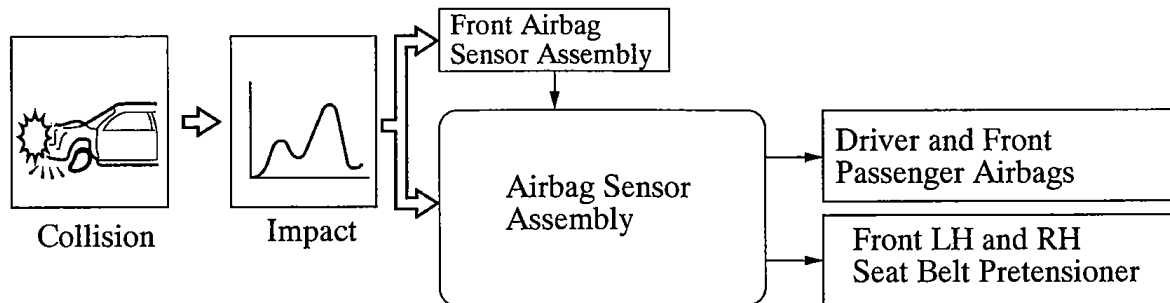 Front Airbag
Sensor Assembly
Collision
Impact
Airbag Sensor
Assembly
Driver and Front
Passenger Airbags
Front LH and RH
Seat Belt Pretensioner